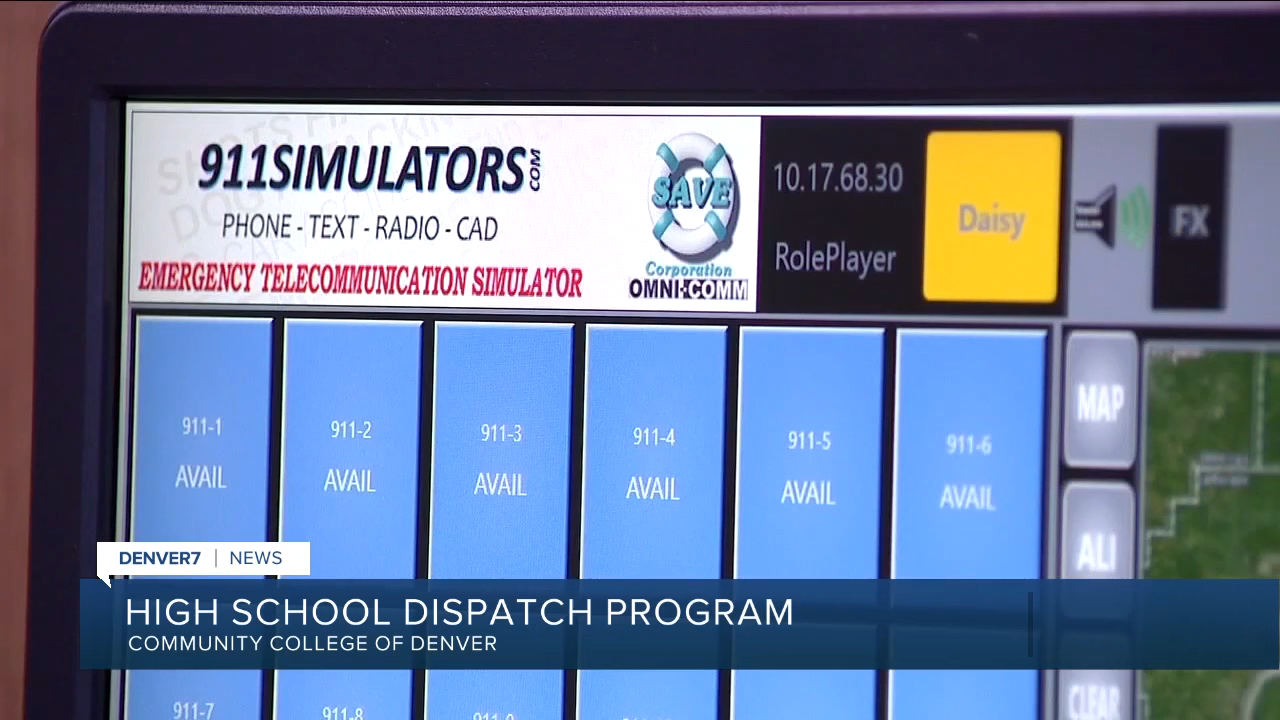 911SIMULATORS.COM
PHONE - TEXT - RADIO - CAD
EMERGENCY TELECOMMUNICATION SIMULATOR
SAVE
Corporation
OMNI-COMM
10.17.68.30
RolePlayer
Daisy
FX
911-1
AVAIL
911-2
AVAIL
911-3
AVAIL
911-4
AVAIL
911-5
AVAIL
911-6
AVAIL
MAP
ALI
CLEAR
DENVER7 | NEWS
HIGH SCHOOL DISPATCH PROGRAM
COMMUNITY COLLEGE OF DENVER
911-7
911-8